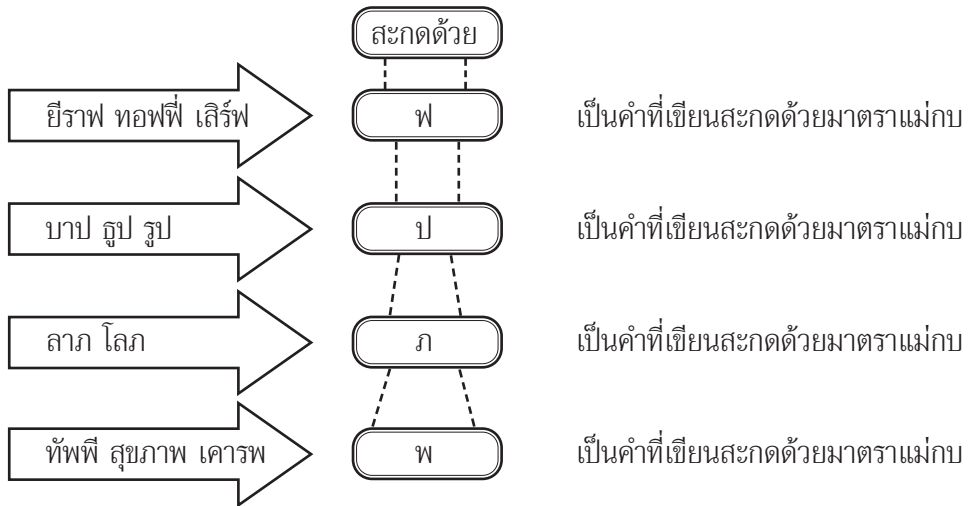 สะกดด้วย
ยีราฟ ทอฟฟี่ เสิร์ฟ ฟ เป็นคำที่เขียนสะกดด้วยมาตราแม่กบ
บาป ธูป รูป ป เป็นคำที่เขียนสะกดด้วยมาตราแม่กบ
ลาภ โลภ ภ เป็นคำที่เขียนสะกดด้วยมาตราแม่กบ
ทัพพี สุขภาพ เคารพ พ เป็นคำที่เขียนสะกดด้วยมาตราแม่กบ